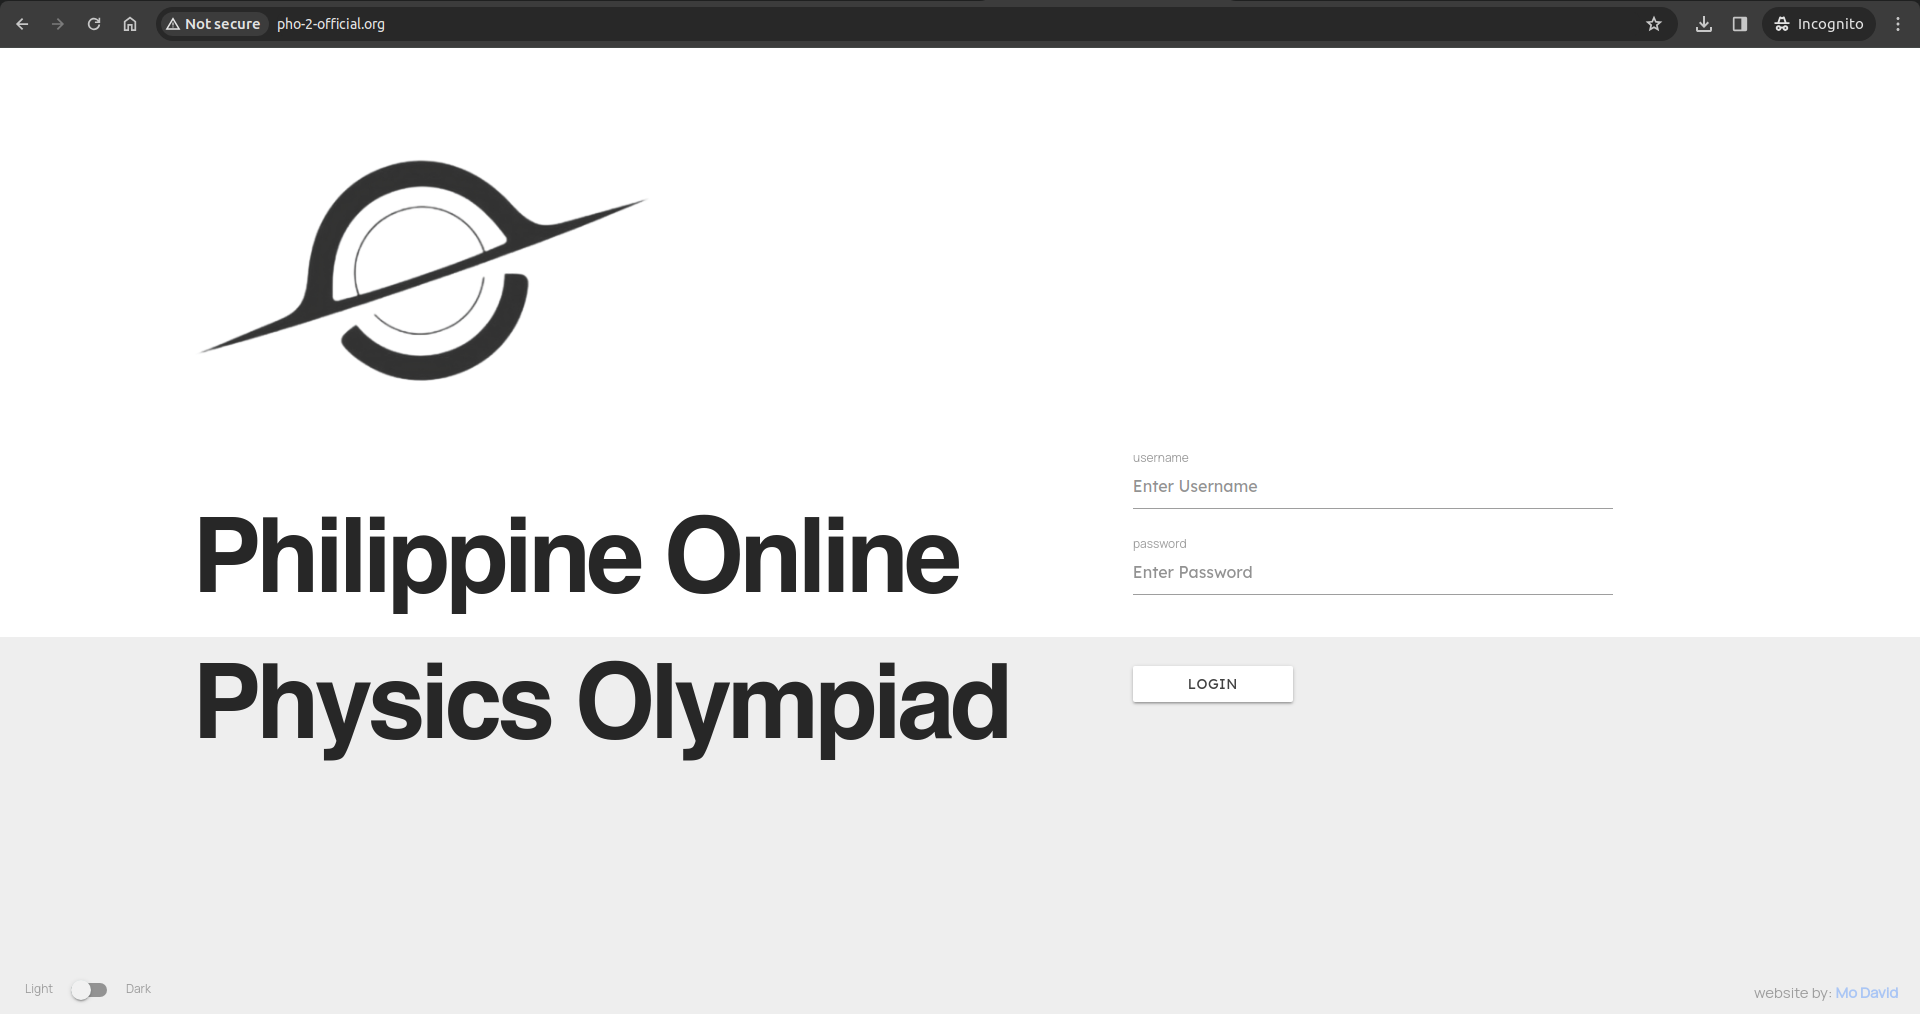 Not secure pho-2-official.org Incognito
username
Enter Username
password
Enter Password
Philippine Online
Physics Olympiad
LOGIN
Light Dark
website by: Mo David